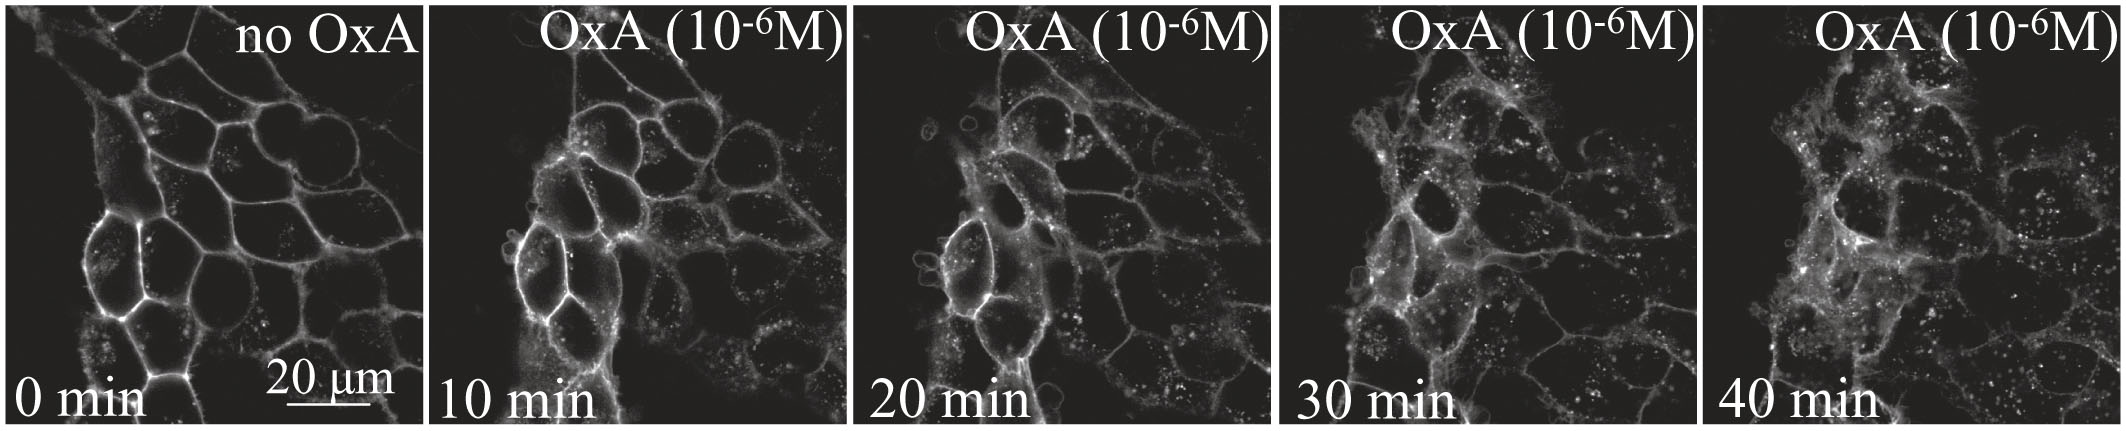 no OxA
0 min
20 μm
OxA (10⁻⁶M)
10 min
OxA (10⁻⁶M)
20 min
OxA (10⁻⁶M)
30 min
OxA (10⁻⁶M)
40 min